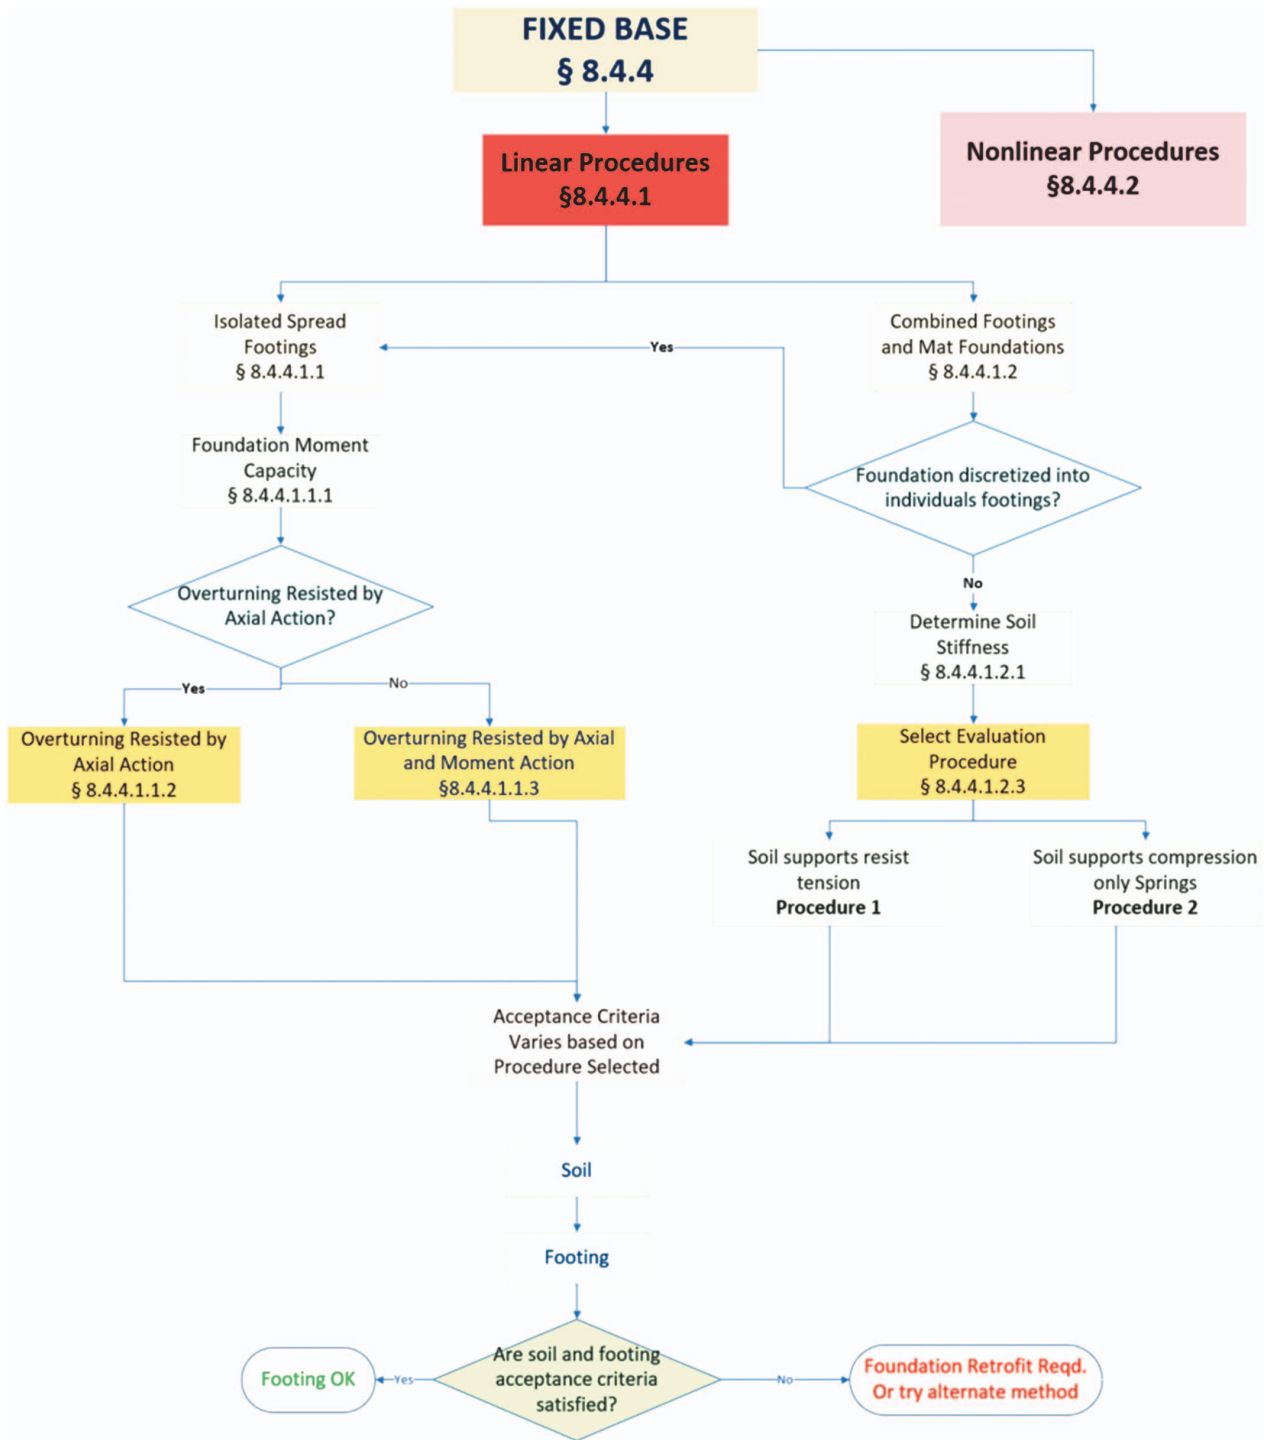 FIXED BASE
§ 8.4.4
Linear Procedures
§8.4.4.1
Nonlinear Procedures
§8.4.4.2
Isolated Spread
Footings
§ 8.4.4.1.1
Yes
Combined Footings
and Mat Foundations
§ 8.4.4.1.2
Foundation Moment
Capacity
§ 8.4.4.1.1.1
Foundation discretized into
individuals footings?
Overturning Resisted by
Axial Action?
No
Determine Soil
Stiffness
§ 8.4.4.1.2.1
Yes
No
Overturning Resisted by
Axial Action
§ 8.4.4.1.1.2
Overturning Resisted by Axial
and Moment Action
§8.4.4.1.1.3
Select Evaluation
Procedure
§ 8.4.4.1.2.3
Soil supports resist
tension
Procedure 1
Soil supports compression
only Springs
Procedure 2
Acceptance Criteria
Varies based on
Procedure Selected
Soil
Footing
Are soil and footing
acceptance criteria
satisfied?
Yes
Footing OK
No
Foundation Retrofit Reqd.
Or try alternate method